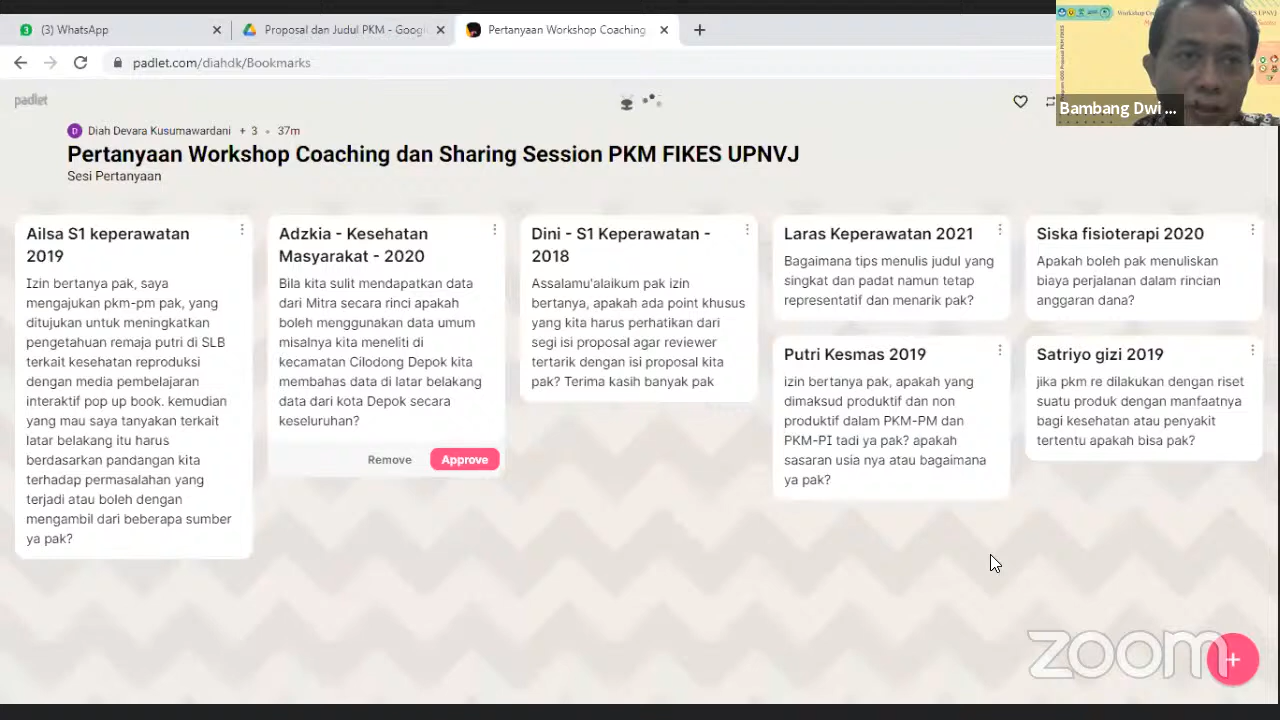 (3) WhatsApp
Proposal dan Judul PKM - Googl
Pertanyaan Workshop Coaching
padlet.com/diahdk/Bookmarks
Bambang Dwi ...
padlet
D Diah Devara Kusumawardani + 3 • 37m
Pertanyaan Workshop Coaching dan Sharing Session PKM FIKES UPNVJ
Sesi Pertanyaan
Ailsa S1 keperawatan
2019
Izin bertanya pak, saya
mengajukan pkm-pm pak, yang
ditujukan untuk meningkatkan
pengetahuan remaja putri di SLB
terkait kesehatan reproduksi
dengan media pembelajaran
interaktif pop up book. kemudian
yang mau saya tanyakan terkait
latar belakang itu harus
berdasarkan pandangan kita
terhadap permasalahan yang
terjadi atau boleh dengan
mengambil dari beberapa sumber
ya pak?
Adzkia - Kesehatan
Masyarakat - 2020
Bila kita sulit mendapatkan data
dari Mitra secara rinci apakah
boleh menggunakan data umum
misalnya kita meneliti di
kecamatan Cilodong Depok kita
membahas data di latar belakang
data dari kota Depok secara
keseluruhan?
Remove
Approve
Dini - S1 Keperawatan -
2018
Assalamu'alaikum pak izin
bertanya, apakah ada point khusus
yang kita harus perhatikan dari
segi isi proposal agar reviewer
tertarik dengan isi proposal kita
pak? Terima kasih banyak pak
Laras Keperawatan 2021
Bagaimana tips menulis judul yang
singkat dan padat namun tetap
representatif dan menarik pak?
Putri Kesmas 2019
izin bertanya pak, apakah yang
dimaksud produktif dan non
produktif dalam PKM-PM dan
PKM-PI tadi ya pak? apakah
sasaran usia nya atau bagaimana
ya pak?
Siska fisioterapi 2020
Apakah boleh pak menuliskan
biaya perjalanan dalam rincian
anggaran dana?
Satriyo gizi 2019
jika pkm re dilakukan dengan riset
suatu produk dengan manfaatnya
bagi kesehatan atau penyakit
tertentu apakah bisa pak?
zoom